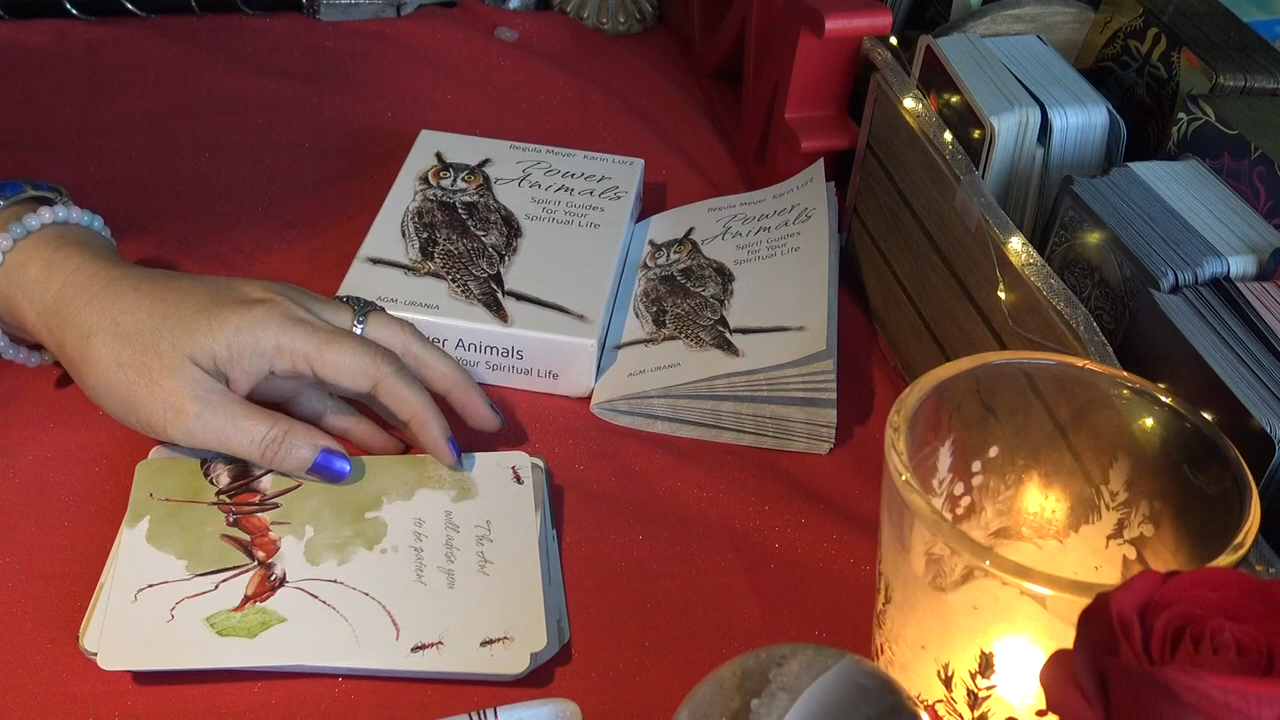 Regula Meyer Karin Lurz
Power
Animals
Spirit Guides
for Your
Spiritual Life
AGM-URANIA
Animals
Your Spiritual Life
Regula Meyer Karin Lurz
Power
Animals
Spirit Guides
for Your
Spiritual Life
AGM-URANIA
The Ant
will advise you
to be patient